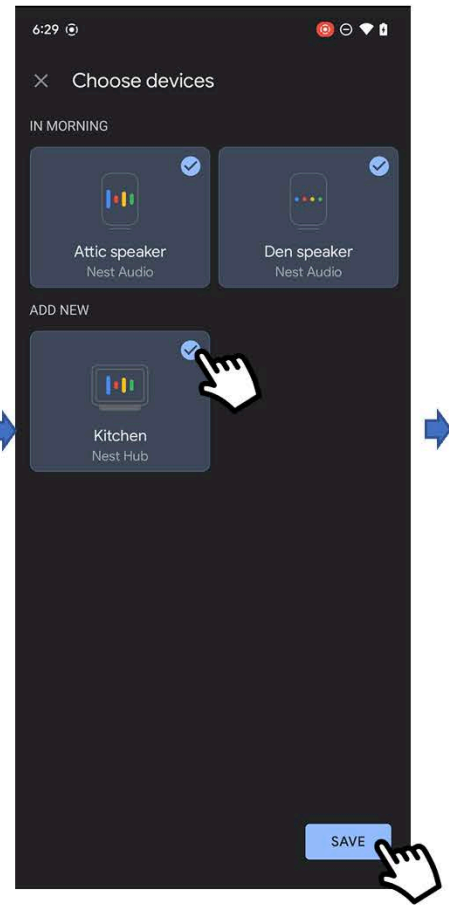 6:29
Choose devices
IN MORNING
Attic speaker
Nest Audio
Den speaker
Nest Audio
ADD NEW
Kitchen
Nest Hub
SAVE